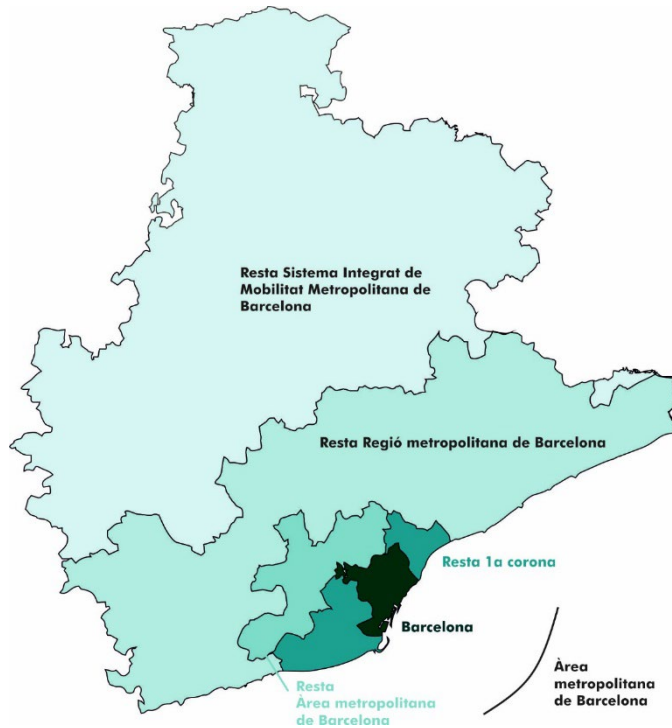 Resta Sistema Integrat de
Mobilitat Metropolitana de
Barcelona
Resta Regió metropolitana de Barcelona
Resta 1a corona
Barcelona
Resta
Àrea metropolitana
de Barcelona
Àrea
metropolitana
de Barcelona